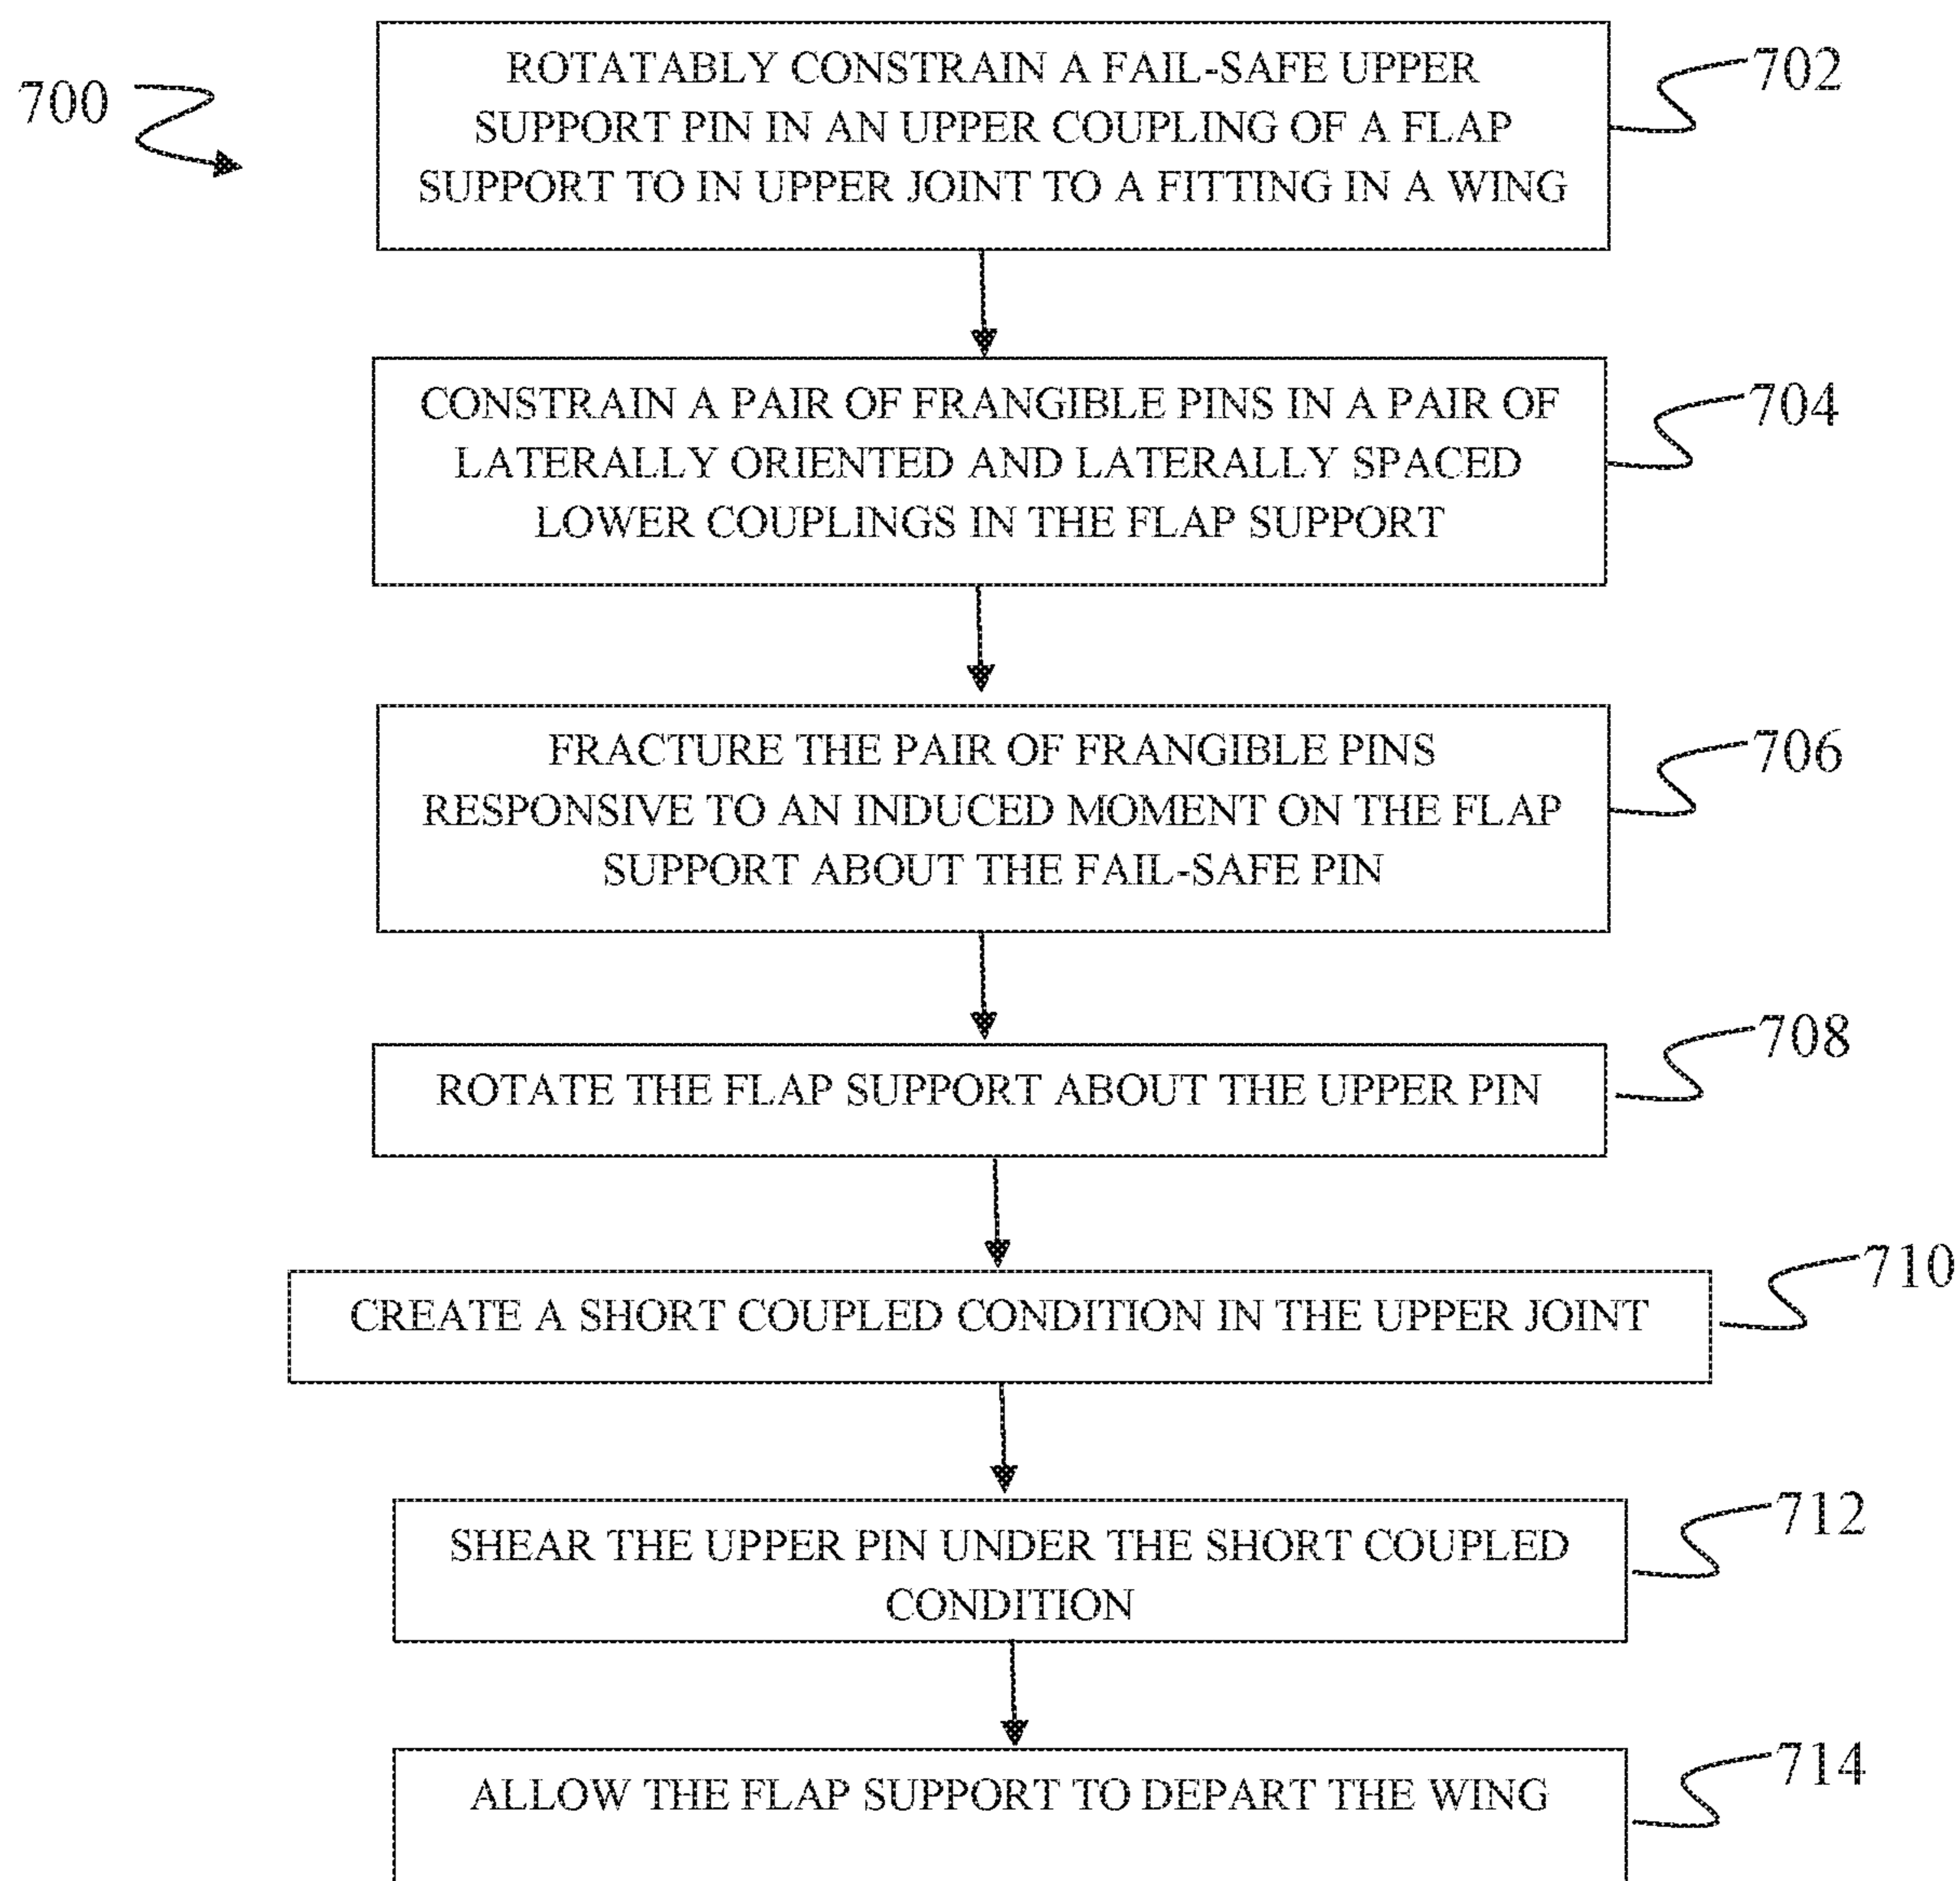 700
ROTATABLY CONSTRAIN A FAIL-SAFE UPPER
SUPPORT PIN IN AN UPPER COUPLING OF A FLAP
SUPPORT TO IN UPPER JOINT TO A FITTING IN A WING
702
CONSTRAIN A PAIR OF FRANGIBLE PINS IN A PAIR OF
LATERALLY ORIENTED AND LATERALLY SPACED
LOWER COUPLINGS IN THE FLAP SUPPORT
704
FRACTURE THE PAIR OF FRANGIBLE PINS
RESPONSIVE TO AN INDUCED MOMENT ON THE FLAP
SUPPORT ABOUT THE FAIL-SAFE PIN
706
ROTATE THE FLAP SUPPORT ABOUT THE UPPER PIN
708
CREATE A SHORT COUPLED CONDITION IN THE UPPER JOINT
710
SHEAR THE UPPER PIN UNDER THE SHORT COUPLED
CONDITION
712
ALLOW THE FLAP SUPPORT TO DEPART THE WING
714